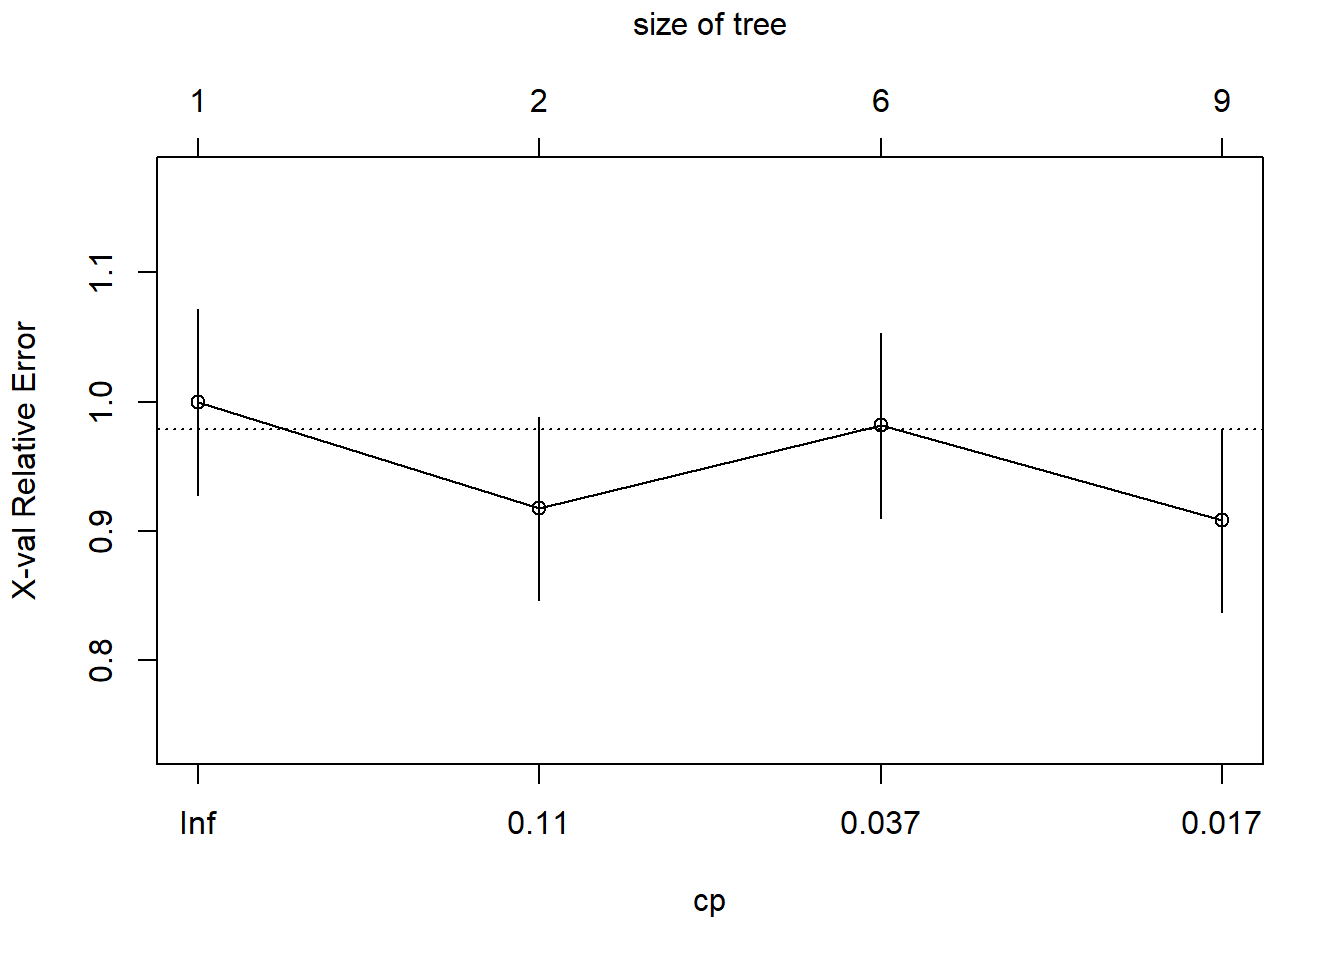 size of tree
1 2 6 9
X-val Relative Error
1.1
1.0
0.9
0.8
Inf 0.11 0.037 0.017
cp